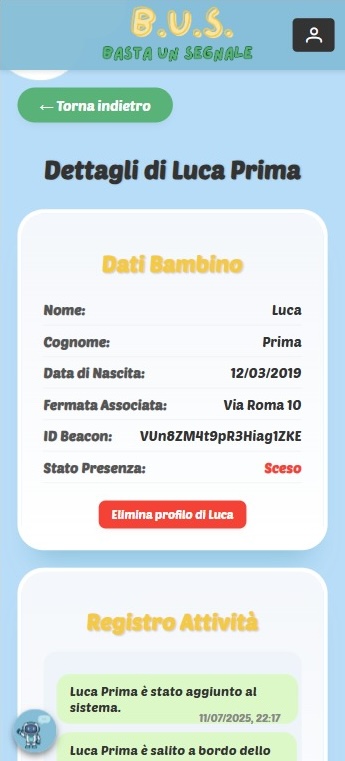 B.U.S.
BASTA UN SEGNALE
← Torna indietro
Dettagli di Luca Prima
Dati Bambino
Nome: Luca
Cognome: Prima
Data di Nascita: 12/03/2019
Fermata Associata: Via Roma 10
ID Beacon: VUn8ZM4t9pR3Hiag1ZKE
Stato Presenza: Sceso
Elimina profilo di Luca
Registro Attività
Luca Prima è stato aggiunto al
sistema.
11/07/2025, 22:17
Luca Prima è salito a bordo dello